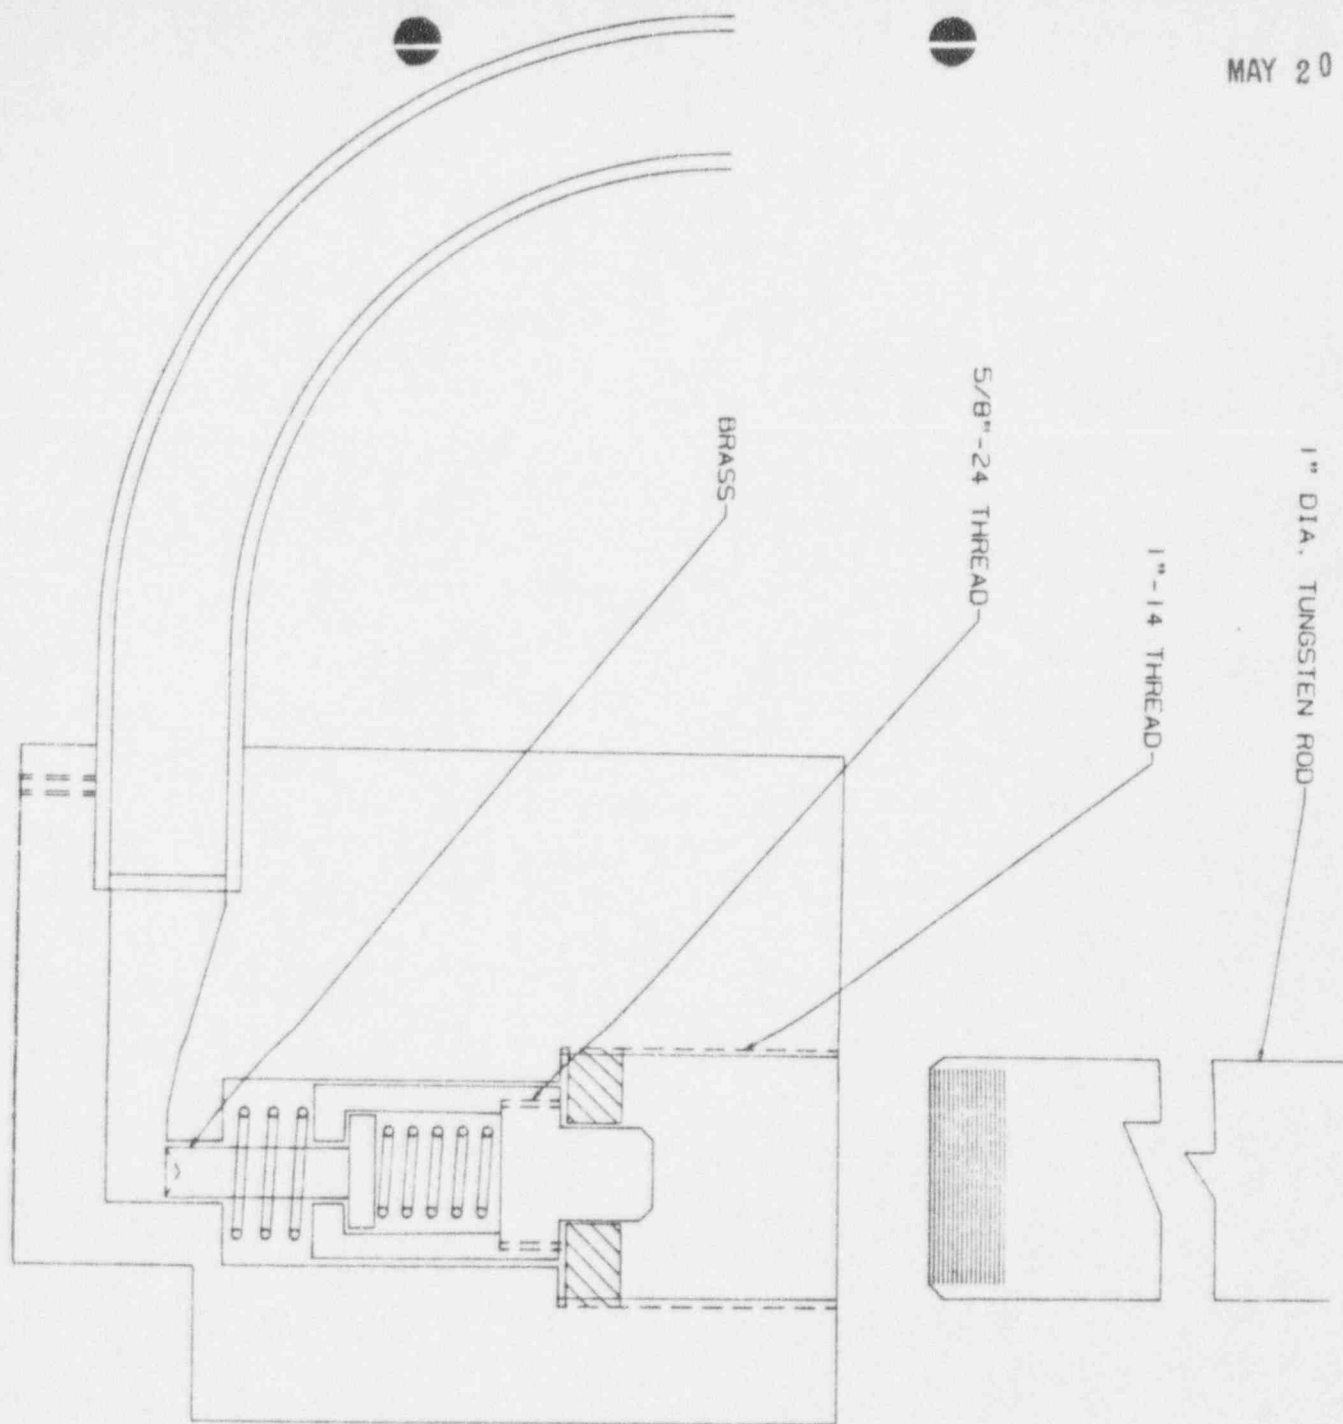 MAY 20
1" DIA. TUNGSTEN ROD
1"-14 THREAD
5/8"-24 THREAD
BRASS